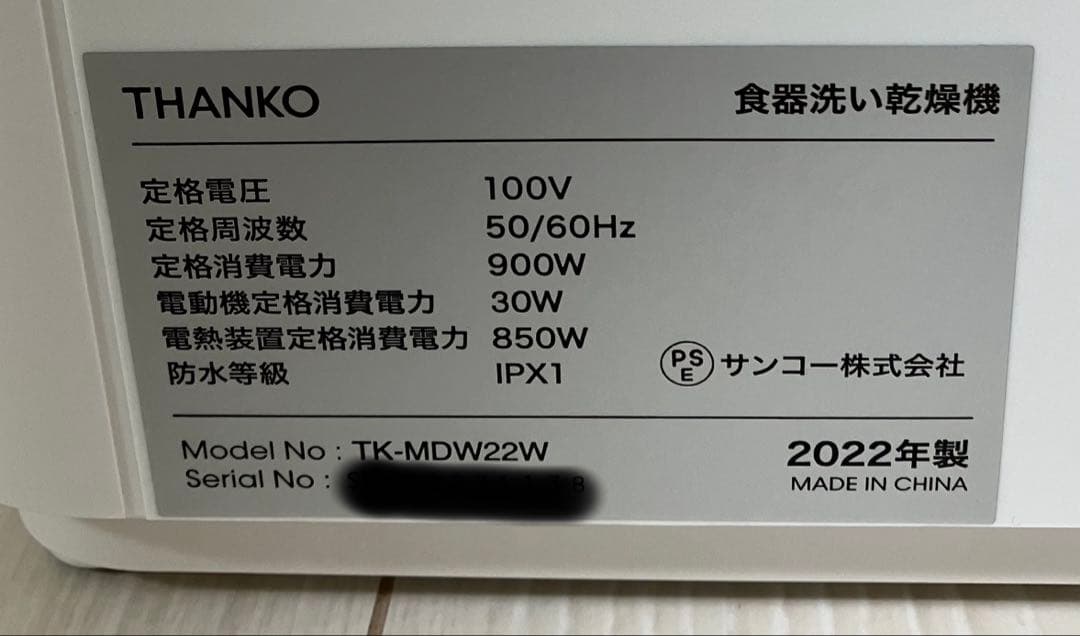 THANKO 食器洗い乾燥機
定格電圧 100V
定格周波数 50/60Hz
定格消費電力 900W
電動機定格消費電力 30W
電熱装置定格消費電力 850W
防水等級 IPX1
PSE サンコー株式会社
Model No : TK-MDW22W 2022年製
Serial No : MADE IN CHINA